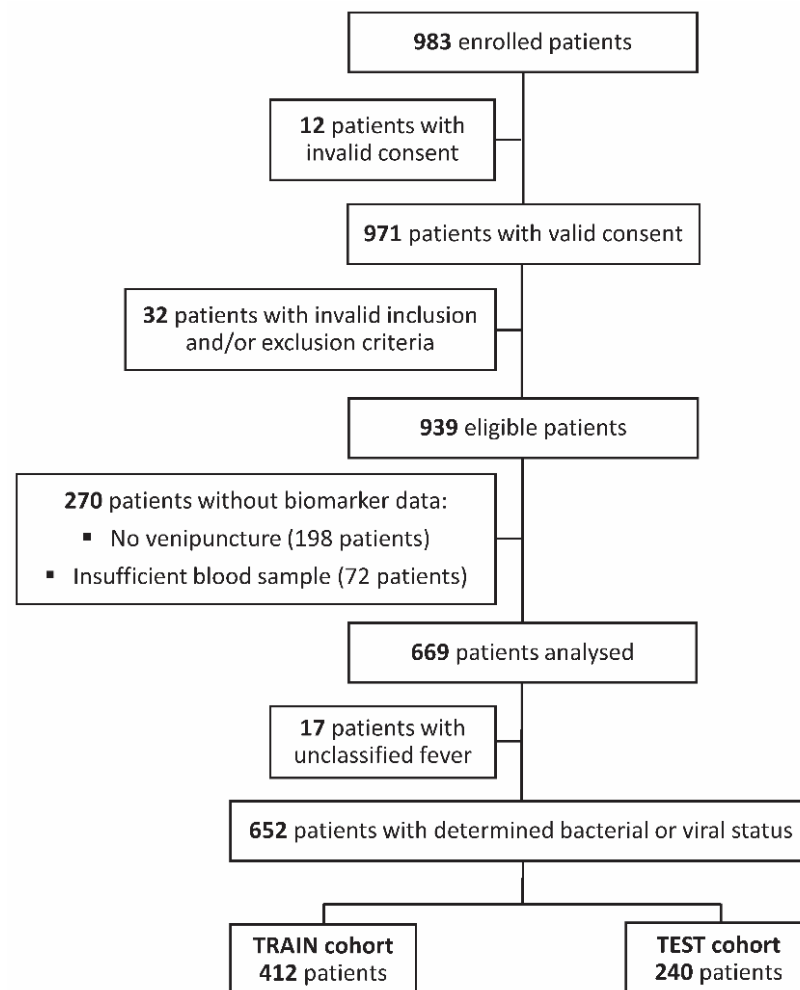 983 enrolled patients
12 patients with
invalid consent
971 patients with valid consent
32 patients with invalid inclusion
and/or exclusion criteria
939 eligible patients
270 patients without biomarker data:
▪ No venipuncture (198 patients)
▪ Insufficient blood sample (72 patients)
669 patients analysed
17 patients with
unclassified fever
652 patients with determined bacterial or viral status
TRAIN cohort
412 patients
TEST cohort
240 patients